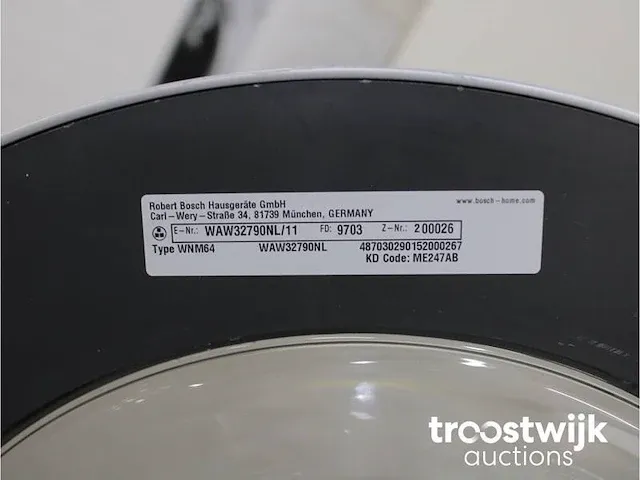 Robert Bosch Hausgeräte GmbH
www.bosch-home.com
Carl-Wery-Straße 34, 81739 München, GERMANY
E-Nr.: WAW32790NL/11 FD: 9703 Z-Nr.: 200026
Type WNM64 WAW32790NL 487030290152000267
KD Code: ME247AB
troostwijk
auctions